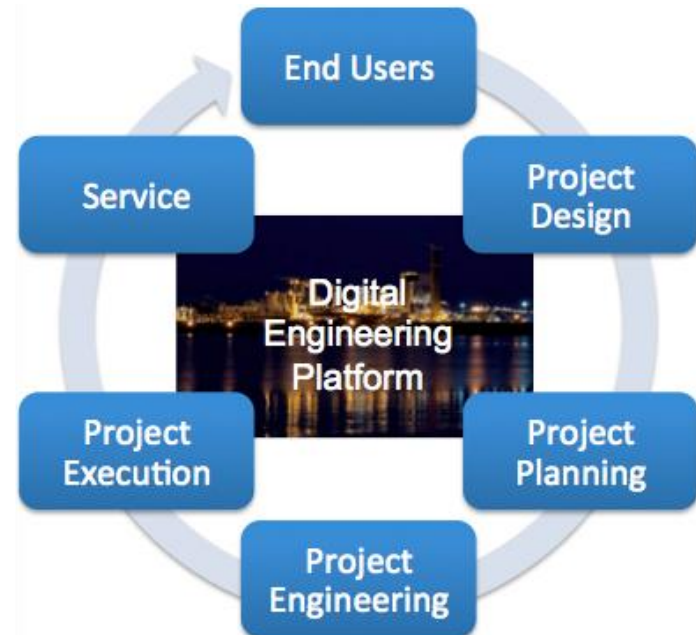 End Users
Project
Design
Project
Planning
Project
Engineering
Project
Execution
Service
Digital
Engineering
Platform